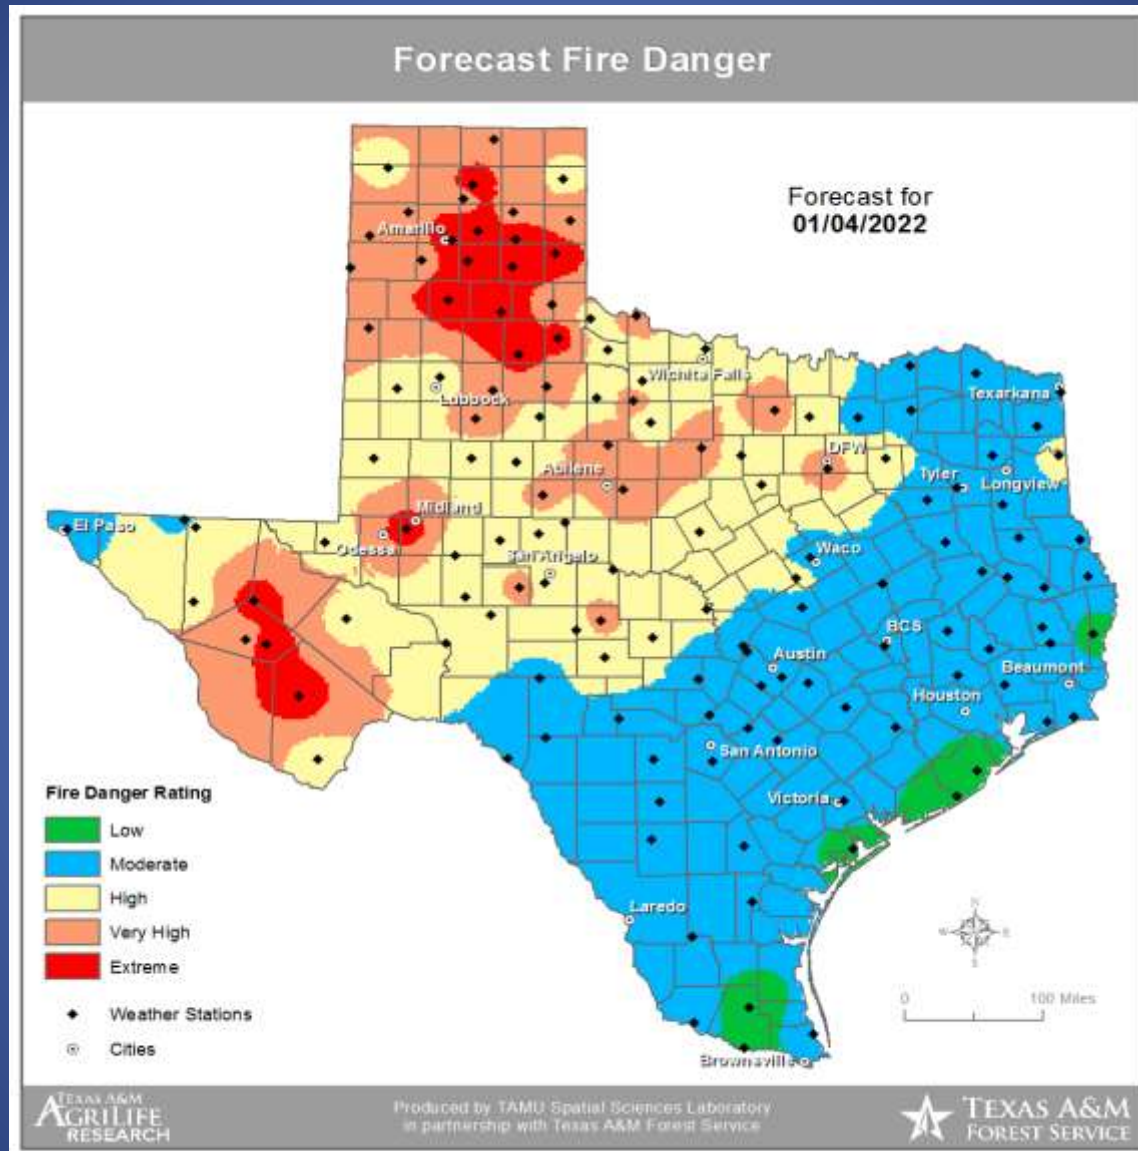 Forecast Fire Danger
Forecast for
01/04/2022
Amarillo
Wichita Falls
Lubbock
Texarkana
DFW
Abilene
Tyler
Longview
Midland
El Paso
Odessa
San Angelo
Waco
BCS
Austin
Beaumont
Houston
San Antonio
Victoria
Laredo
Brownsville
Fire Danger Rating
Low
Moderate
High
Very High
Extreme
Weather Stations
Cities
N
W E
S
0 100 Miles
TEXAS A&M
AGRILIFE
RESEARCH
Produced by TAMU Spatial Sciences Laboratory
in partnership with Texas A&M Forest Service
TEXAS A&M
FOREST SERVICE